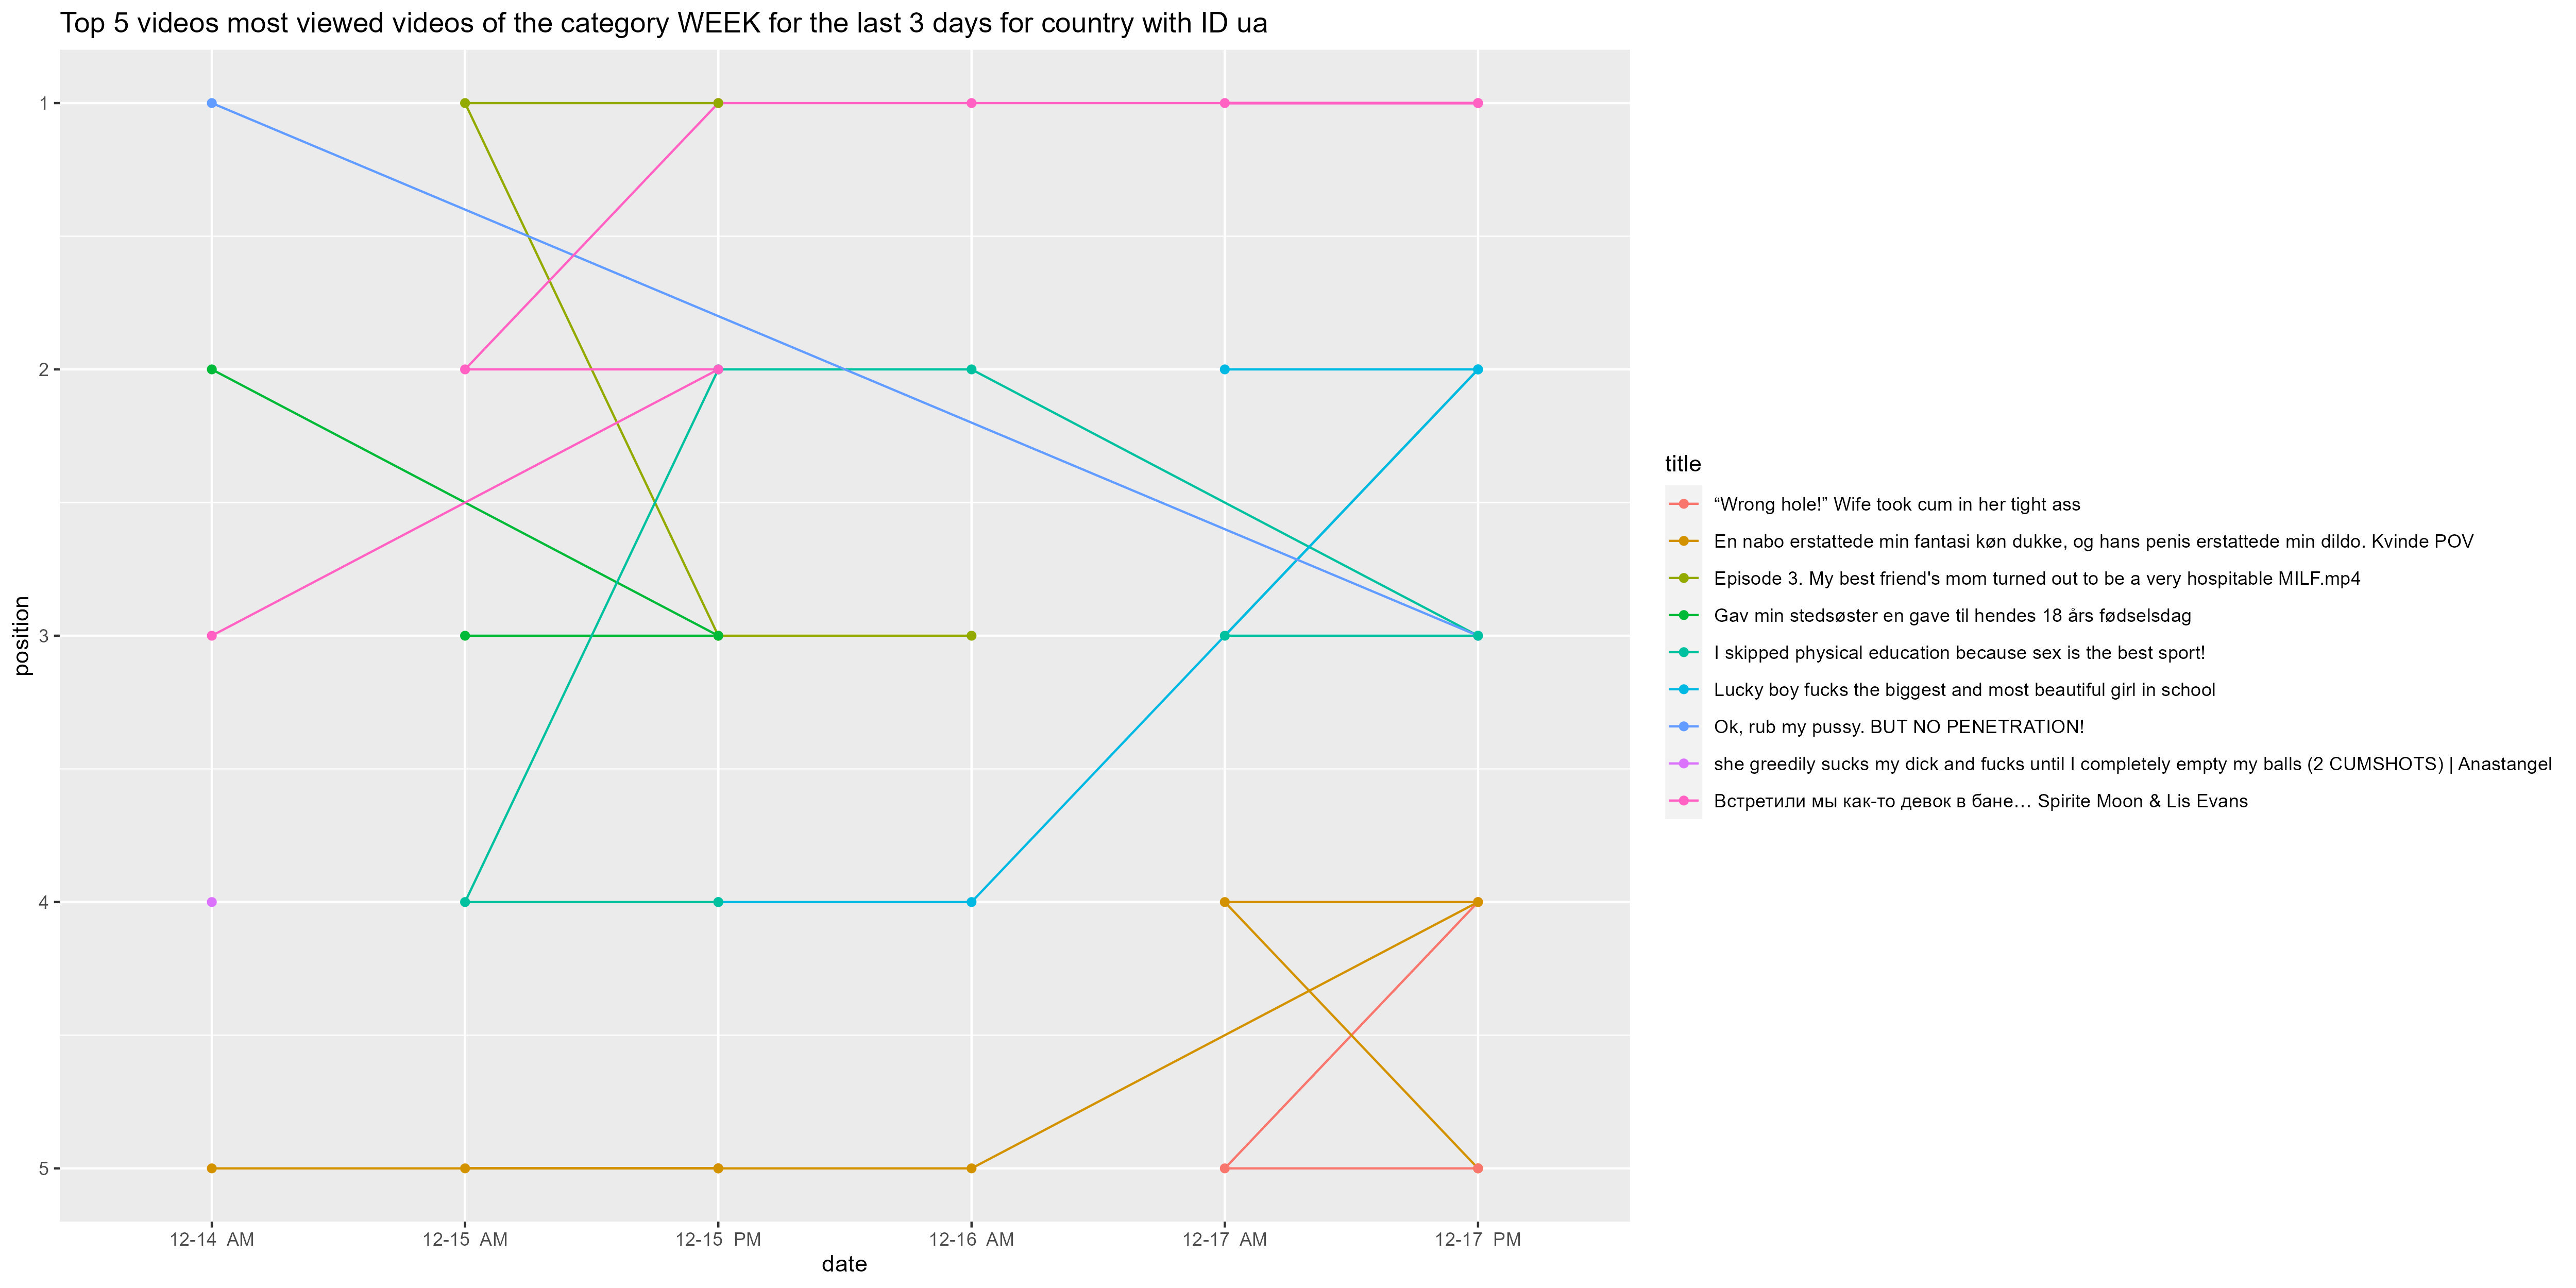 Top 5 videos most viewed videos of the category WEEK for the last 3 days for country with ID ua
1
2
3
4
5
position
12-14 AM
12-15 AM
12-15 PM
12-16 AM
12-17 AM
12-17 PM
date
title
“Wrong hole!” Wife took cum in her tight ass
En nabo erstattede min fantasi køn dukke, og hans penis erstattede min dildo. Kvinde POV
Episode 3. My best friend's mom turned out to be a very hospitable MILF.mp4
Gav min stedsøster en gave til hendes 18 års fødselsdag
I skipped physical education because sex is the best sport!
Lucky boy fucks the biggest and most beautiful girl in school
Ok, rub my pussy. BUT NO PENETRATION!
she greedily sucks my dick and fucks until I completely empty my balls (2 CUMSHOTS) | Anastangel
Встретили мы как-то девок в бане… Spirite Moon & Lis Evans